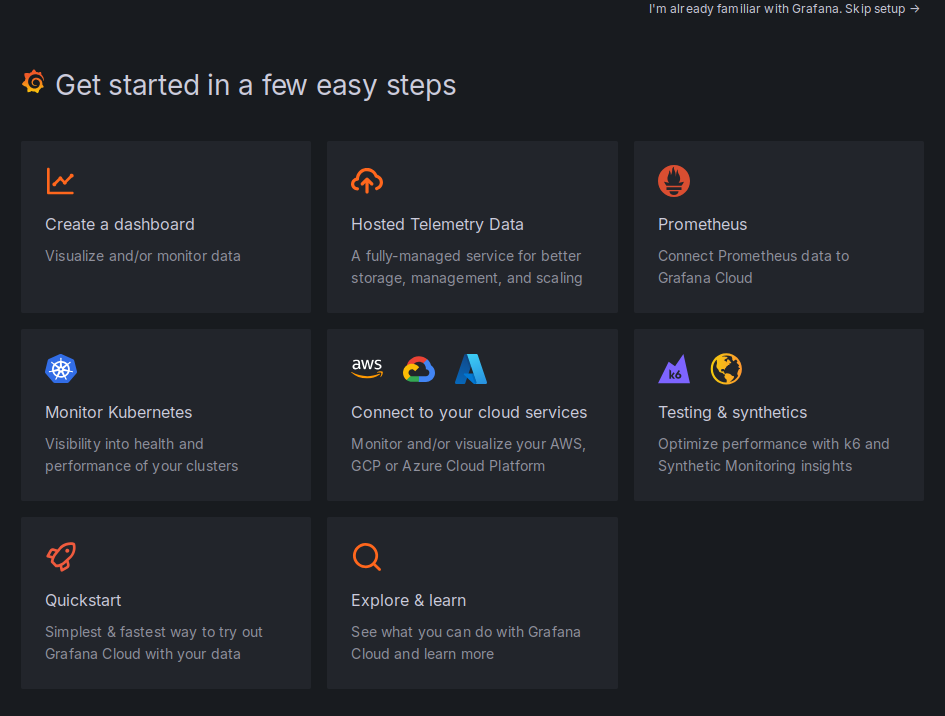 I'm already familiar with Grafana. Skip setup →
Get started in a few easy steps
Create a dashboard
Visualize and/or monitor data
Hosted Telemetry Data
A fully-managed service for better
storage, management, and scaling
Prometheus
Connect Prometheus data to
Grafana Cloud
Monitor Kubernetes
Visibility into health and
performance of your clusters
aws
Connect to your cloud services
Monitor and/or visualize your AWS,
GCP or Azure Cloud Platform
k6
Testing & synthetics
Optimize performance with k6 and
Synthetic Monitoring insights
Quickstart
Simplest & fastest way to try out
Grafana Cloud with your data
Explore & learn
See what you can do with Grafana
Cloud and learn more